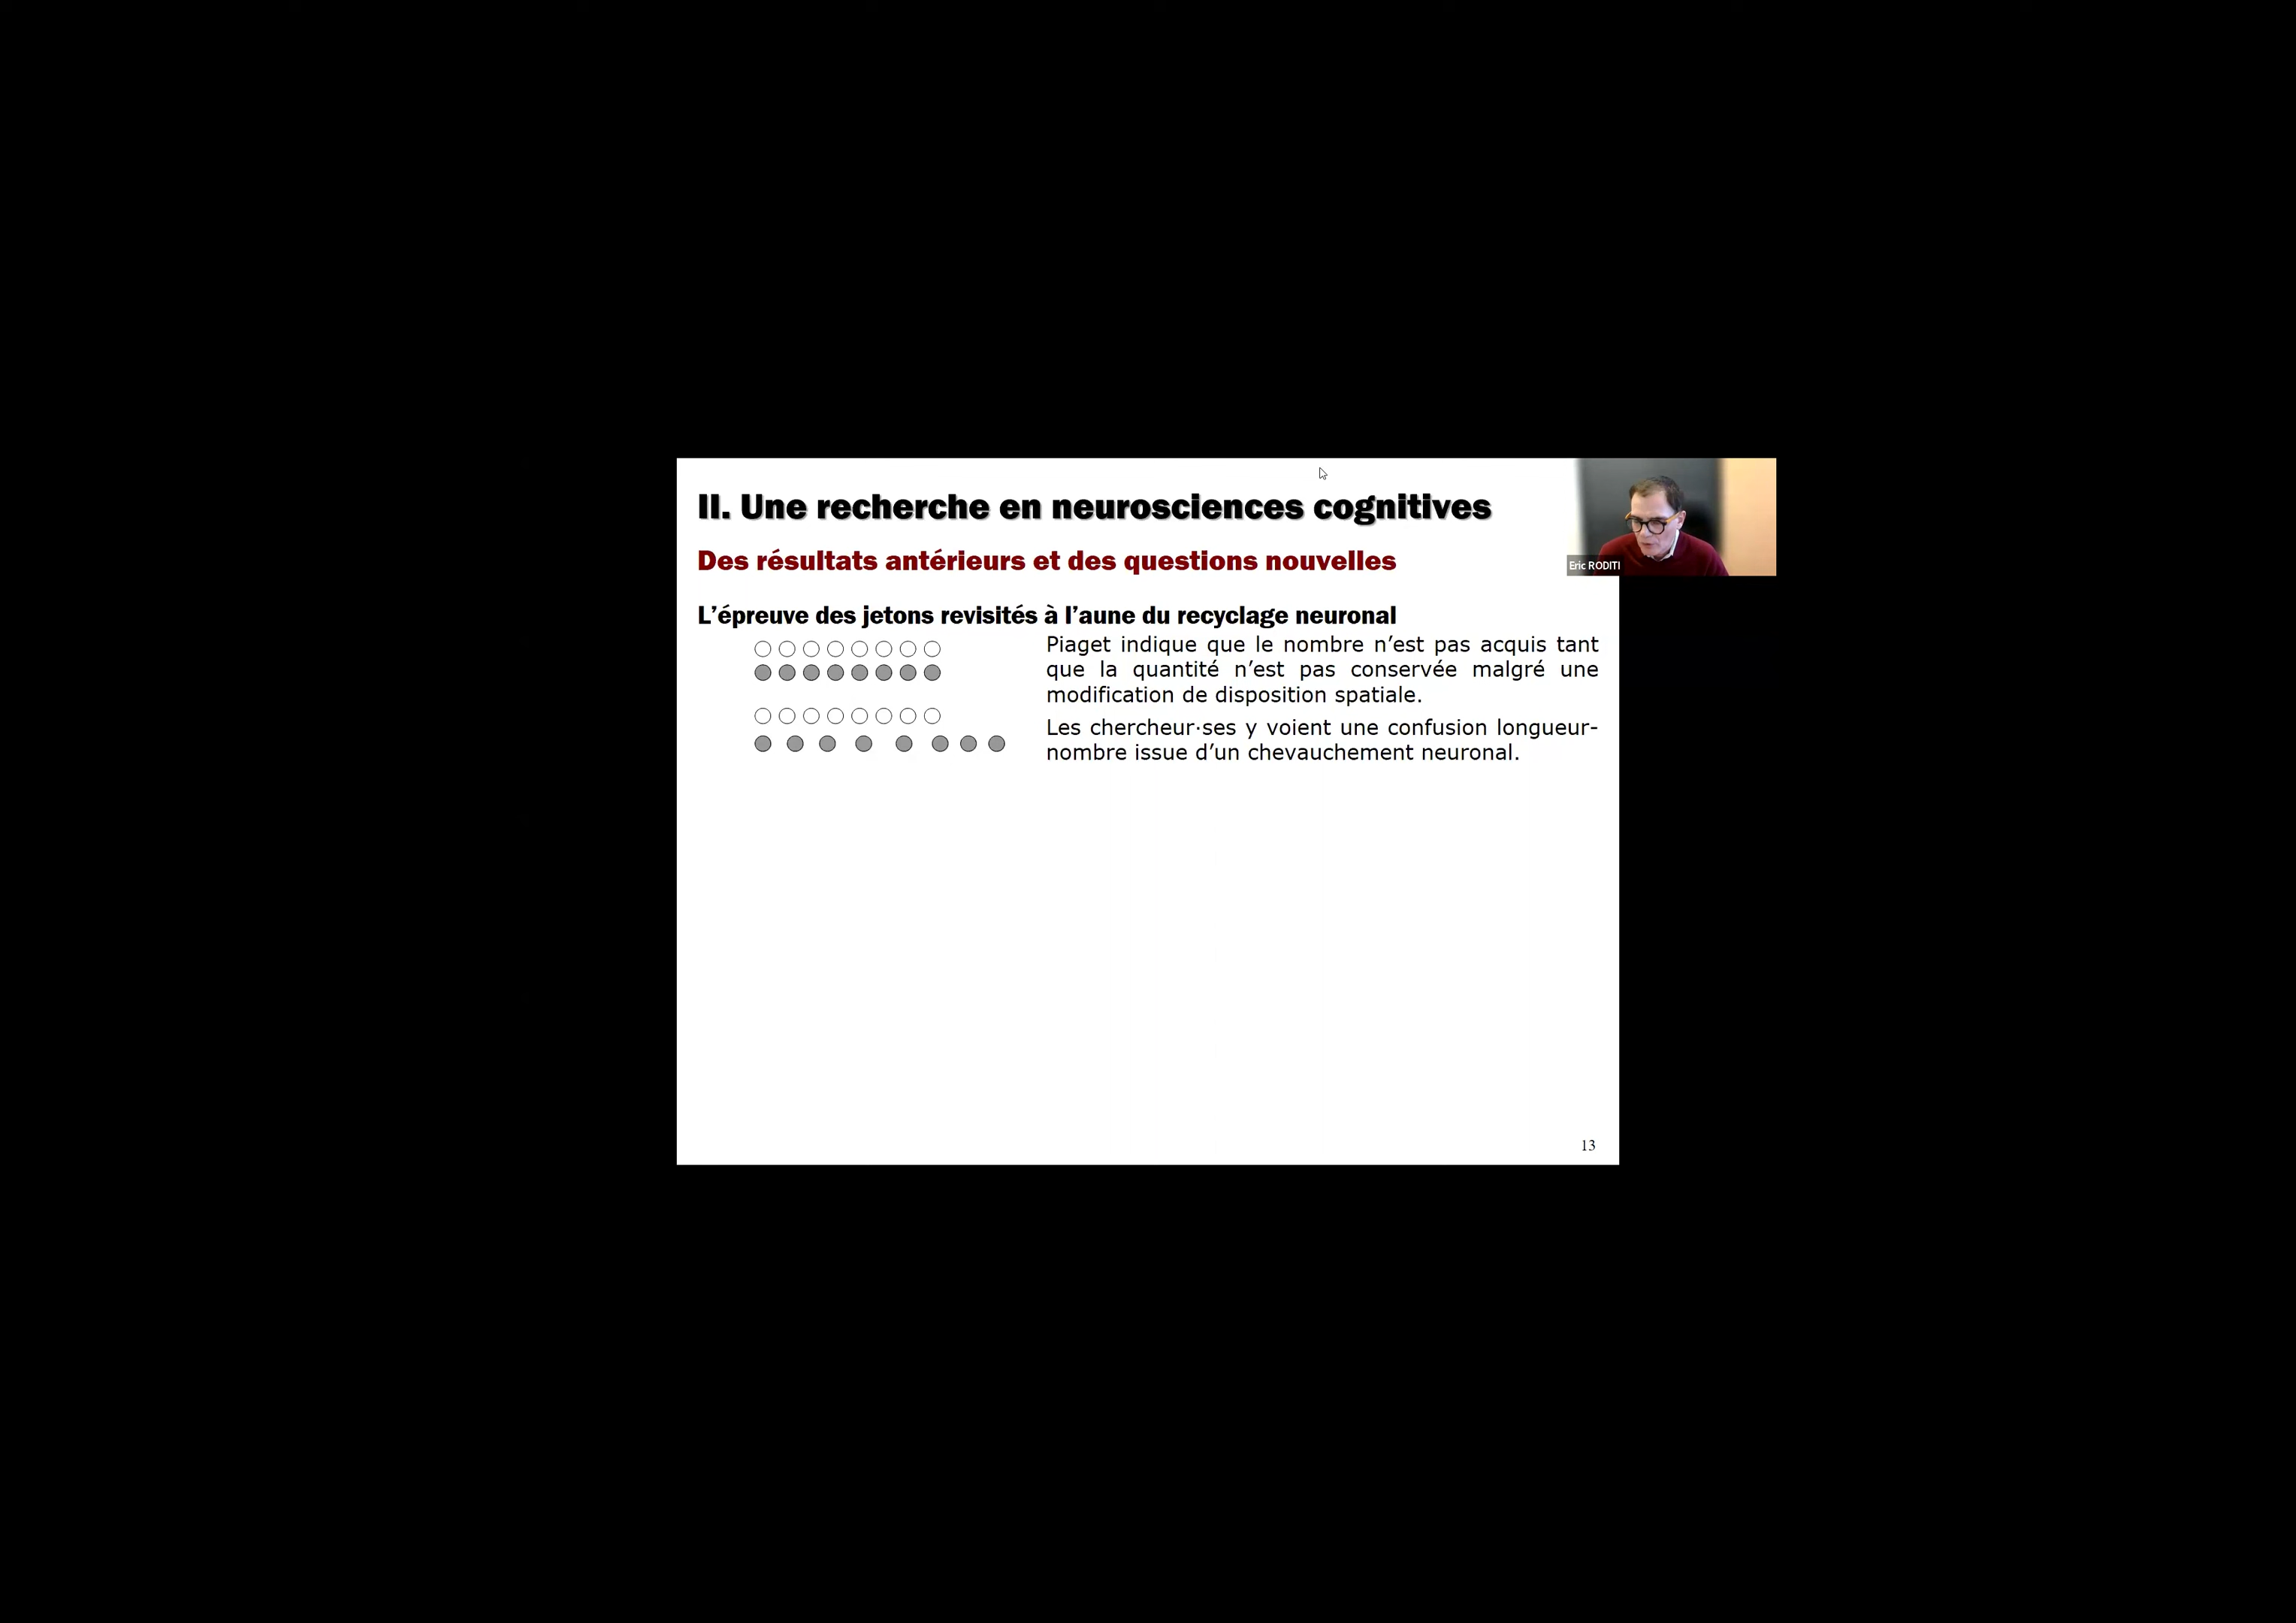 II. Une recherche en neurosciences cognitives
Des résultats antérieurs et des questions nouvelles
Eric RODITI
L’épreuve des jetons revisités à l’aune du recyclage neuronal
Piaget indique que le nombre n’est pas acquis tant
que la quantité n’est pas conservée malgré une
modification de disposition spatiale.
Les chercheur·ses y voient une confusion longueur-
nombre issue d’un chevauchement neuronal.
13